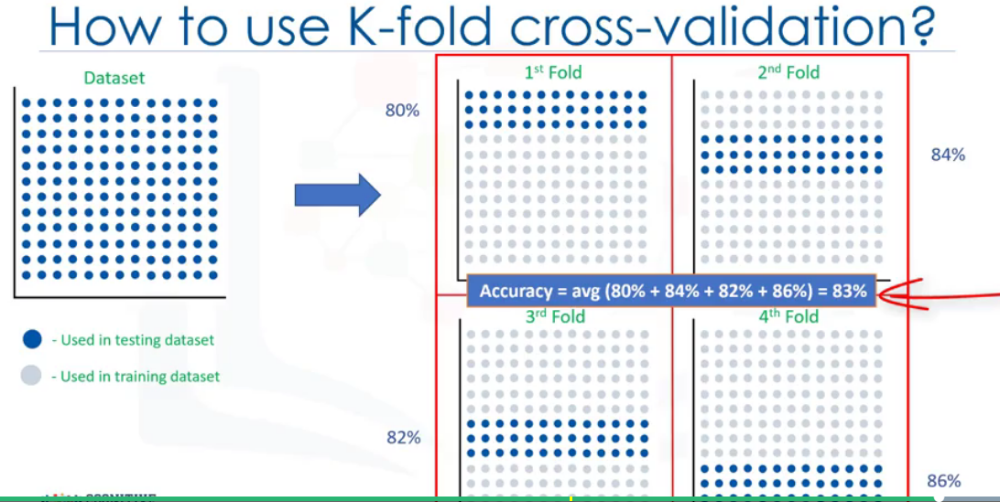 How to use K-fold cross-validation?
Dataset
1st Fold
2nd Fold
80%
84%
Accuracy = avg (80% + 84% + 82% + 86%) = 83%
3rd Fold
4th Fold
- Used in testing dataset
- Used in training dataset
82%
86%